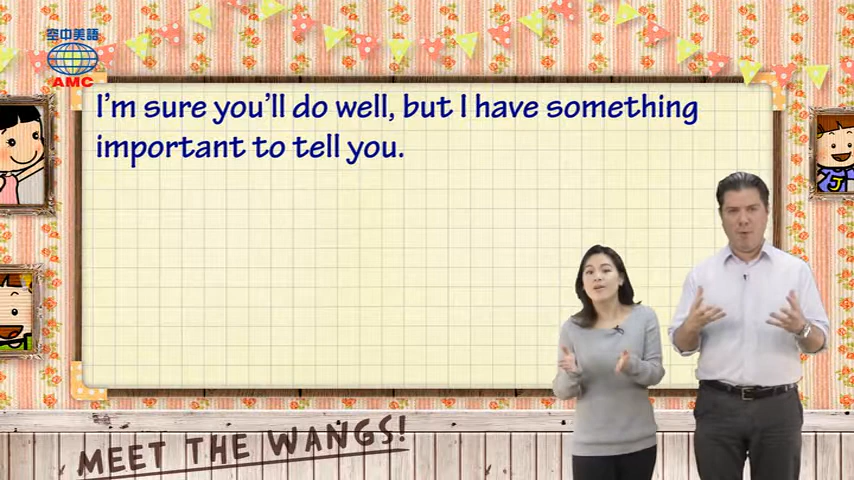 空中美語
AMC
I'm sure you'll do well, but I have something
important to tell you.
J
MEET THE WANGS!